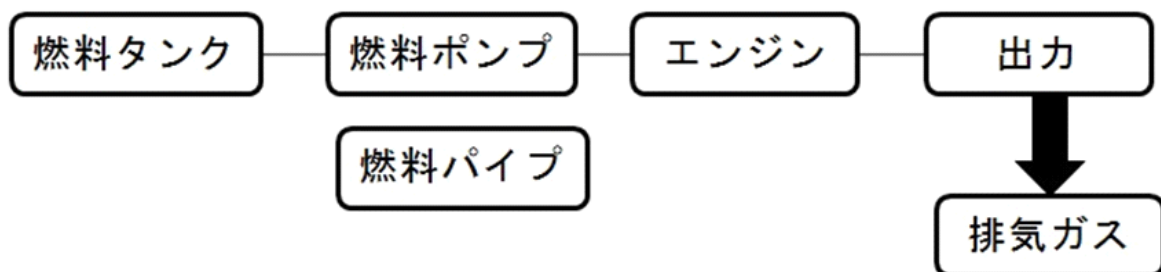 燃料タンク
燃料ポンプ
エンジン
出力
燃料パイプ
排気ガス